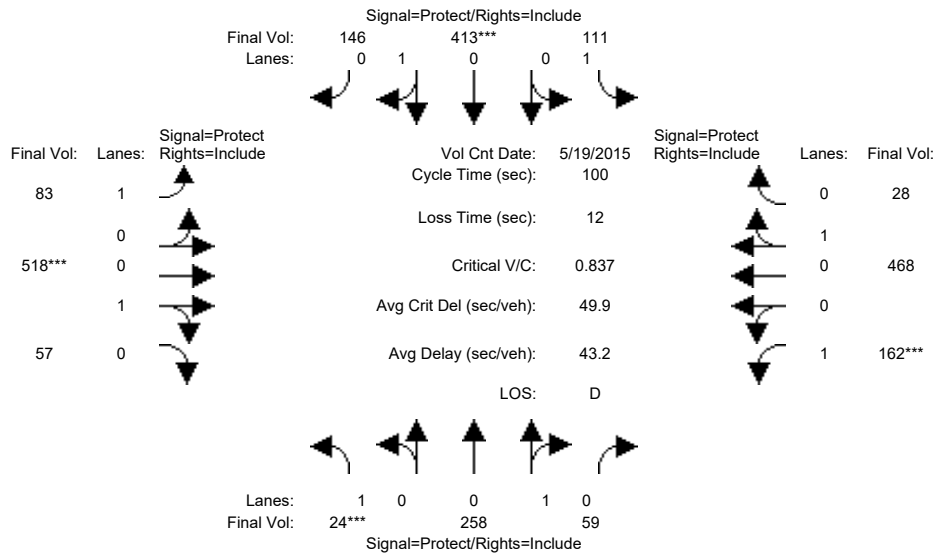 Signal=Protect/Rights=Include
Final Vol: 146 413*** 111
Lanes: 0 1 0 0 1
Signal=Protect
Final Vol: Lanes: Rights=Include
Vol Cnt Date: 5/19/2015
Signal=Protect
Rights=Include Lanes: Final Vol:
Cycle Time (sec): 100
83 1
0 28
Loss Time (sec): 12
0
1
518*** 0
Critical V/C: 0.837
0 468
1
Avg Crit Del (sec/veh): 49.9
0
57 0
Avg Delay (sec/veh): 43.2
1 162***
LOS: D
Lanes: 1 0 0 1 0
Final Vol: 24*** 258 59
Signal=Protect/Rights=Include